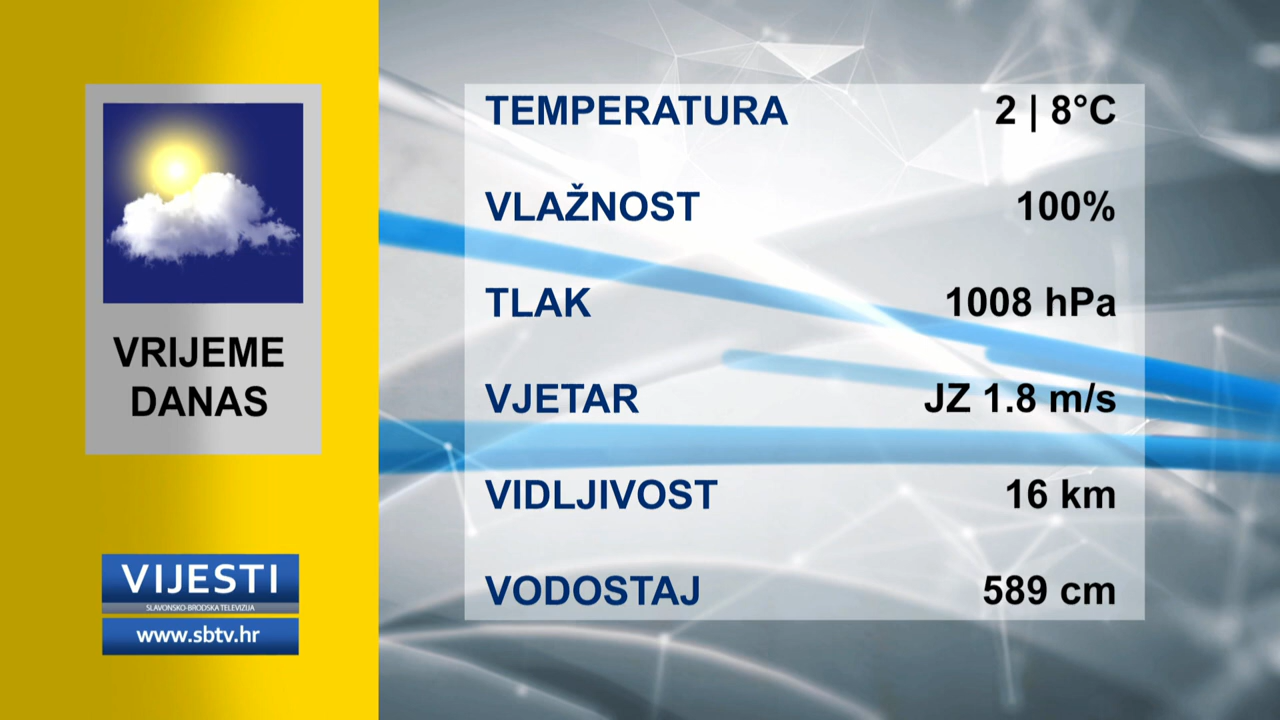 VRIJEME
DANAS
VIJESTI
SLAVONSKO-BRODSKA TELEVIZIJA
www.sbtv.hr
TEMPERATURA 2 | 8°C
VLAŽNOST 100%
TLAK 1008 hPa
VJETAR JZ 1.8 m/s
VIDLJIVOST 16 km
VODOSTAJ 589 cm